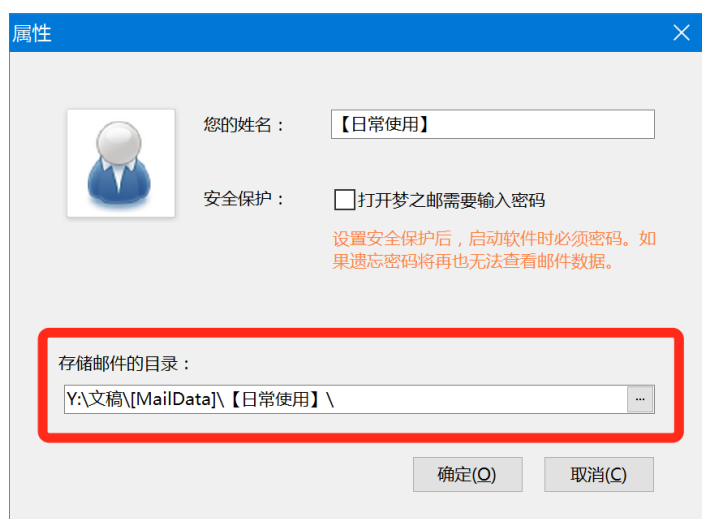 属性
您的姓名：
【日常使用】
安全保护：
打开梦之邮需要输入密码
设置安全保护后，启动软件时必须密码。如
果遗忘密码将再也无法查看邮件数据。
存储邮件的目录：
Y:\文稿\[MailData]\【日常使用】\
...
确定(O)
取消(C)